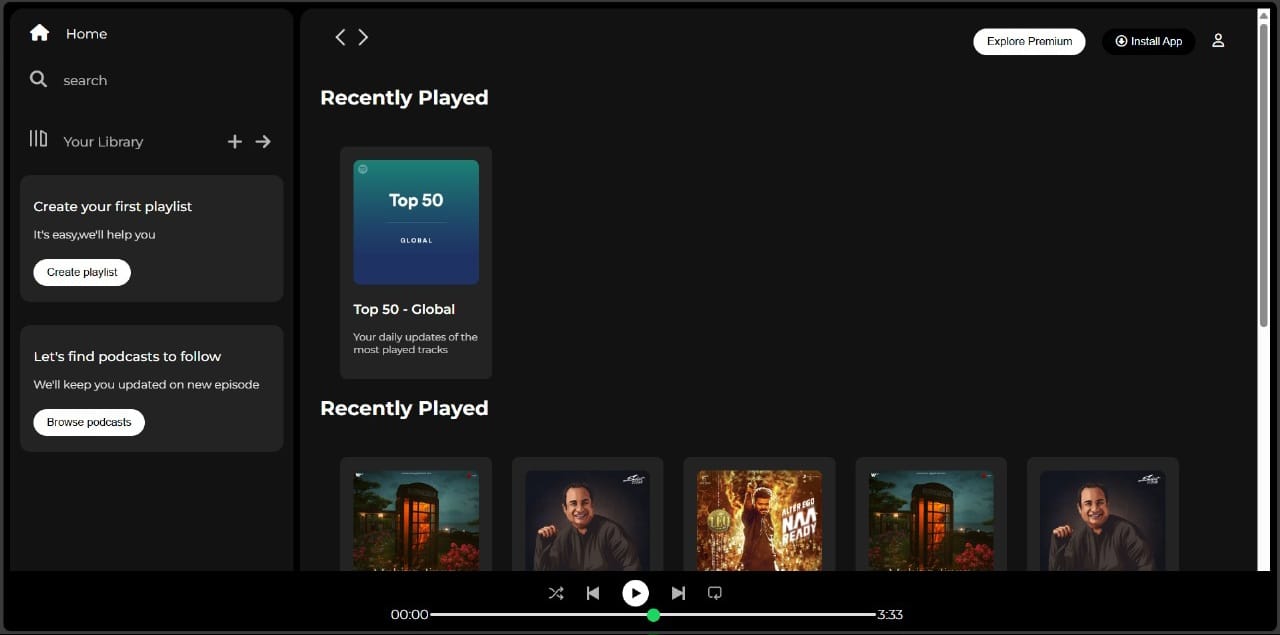 Home
search
Your Library
Create your first playlist
It's easy,we'll help you
Create playlist
Let's find podcasts to follow
We'll keep you updated on new episode
Browse podcasts
Explore Premium
Install App
Recently Played
Top 50
GLOBAL
Top 50 - Global
Your daily updates of the
most played tracks
Recently Played
ALTER EGO
NAA
READY
00:00
3:33